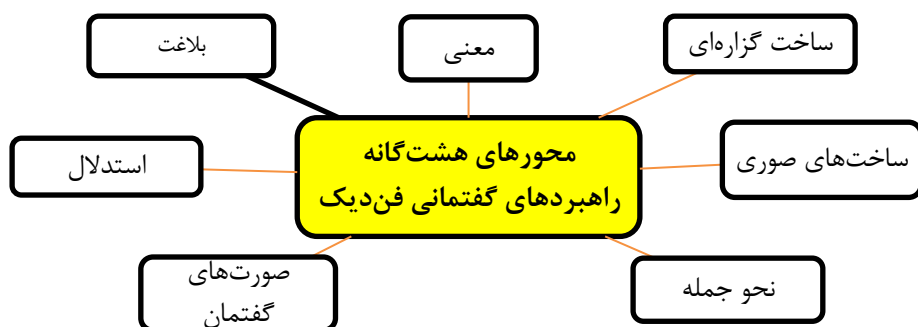 ساخت گزاره‌ای
معنی
بلاغت
محورهای هشت‌گانه
راهبردهای گفتمانی فن‌دیک
ساخت‌های صوری
استدلال
نحو جمله
صورت‌های
گفتمان